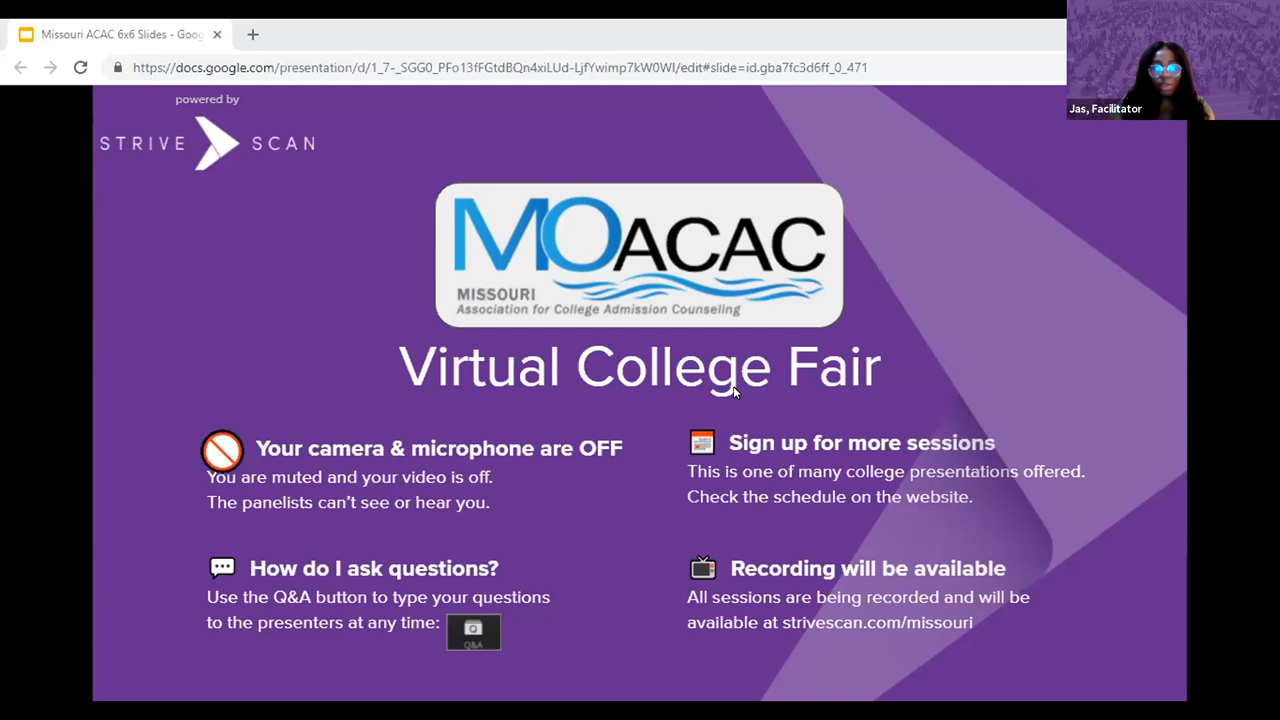 Missouri ACAC 6x6 Slides - Goog
https://docs.google.com/presentation/d/1_7-_SGG0_PFo13fFGtdBQn4xiLUd-LjfYwimp7kW0WI/edit#slide=id.gba7fc3d6ff_0_471
Jas, Facilitator
powered by
STRIVE SCAN
MOACAC
MISSOURI
Association for College Admission Counseling
Virtual College Fair
Your camera & microphone are OFF
You are muted and your video is off.
The panelists can't see or hear you.
Sign up for more sessions
This is one of many college presentations offered.
Check the schedule on the website.
How do I ask questions?
Use the Q&A button to type your questions
to the presenters at any time:
Q&A
Recording will be available
All sessions are being recorded and will be
available at strivescan.com/missouri